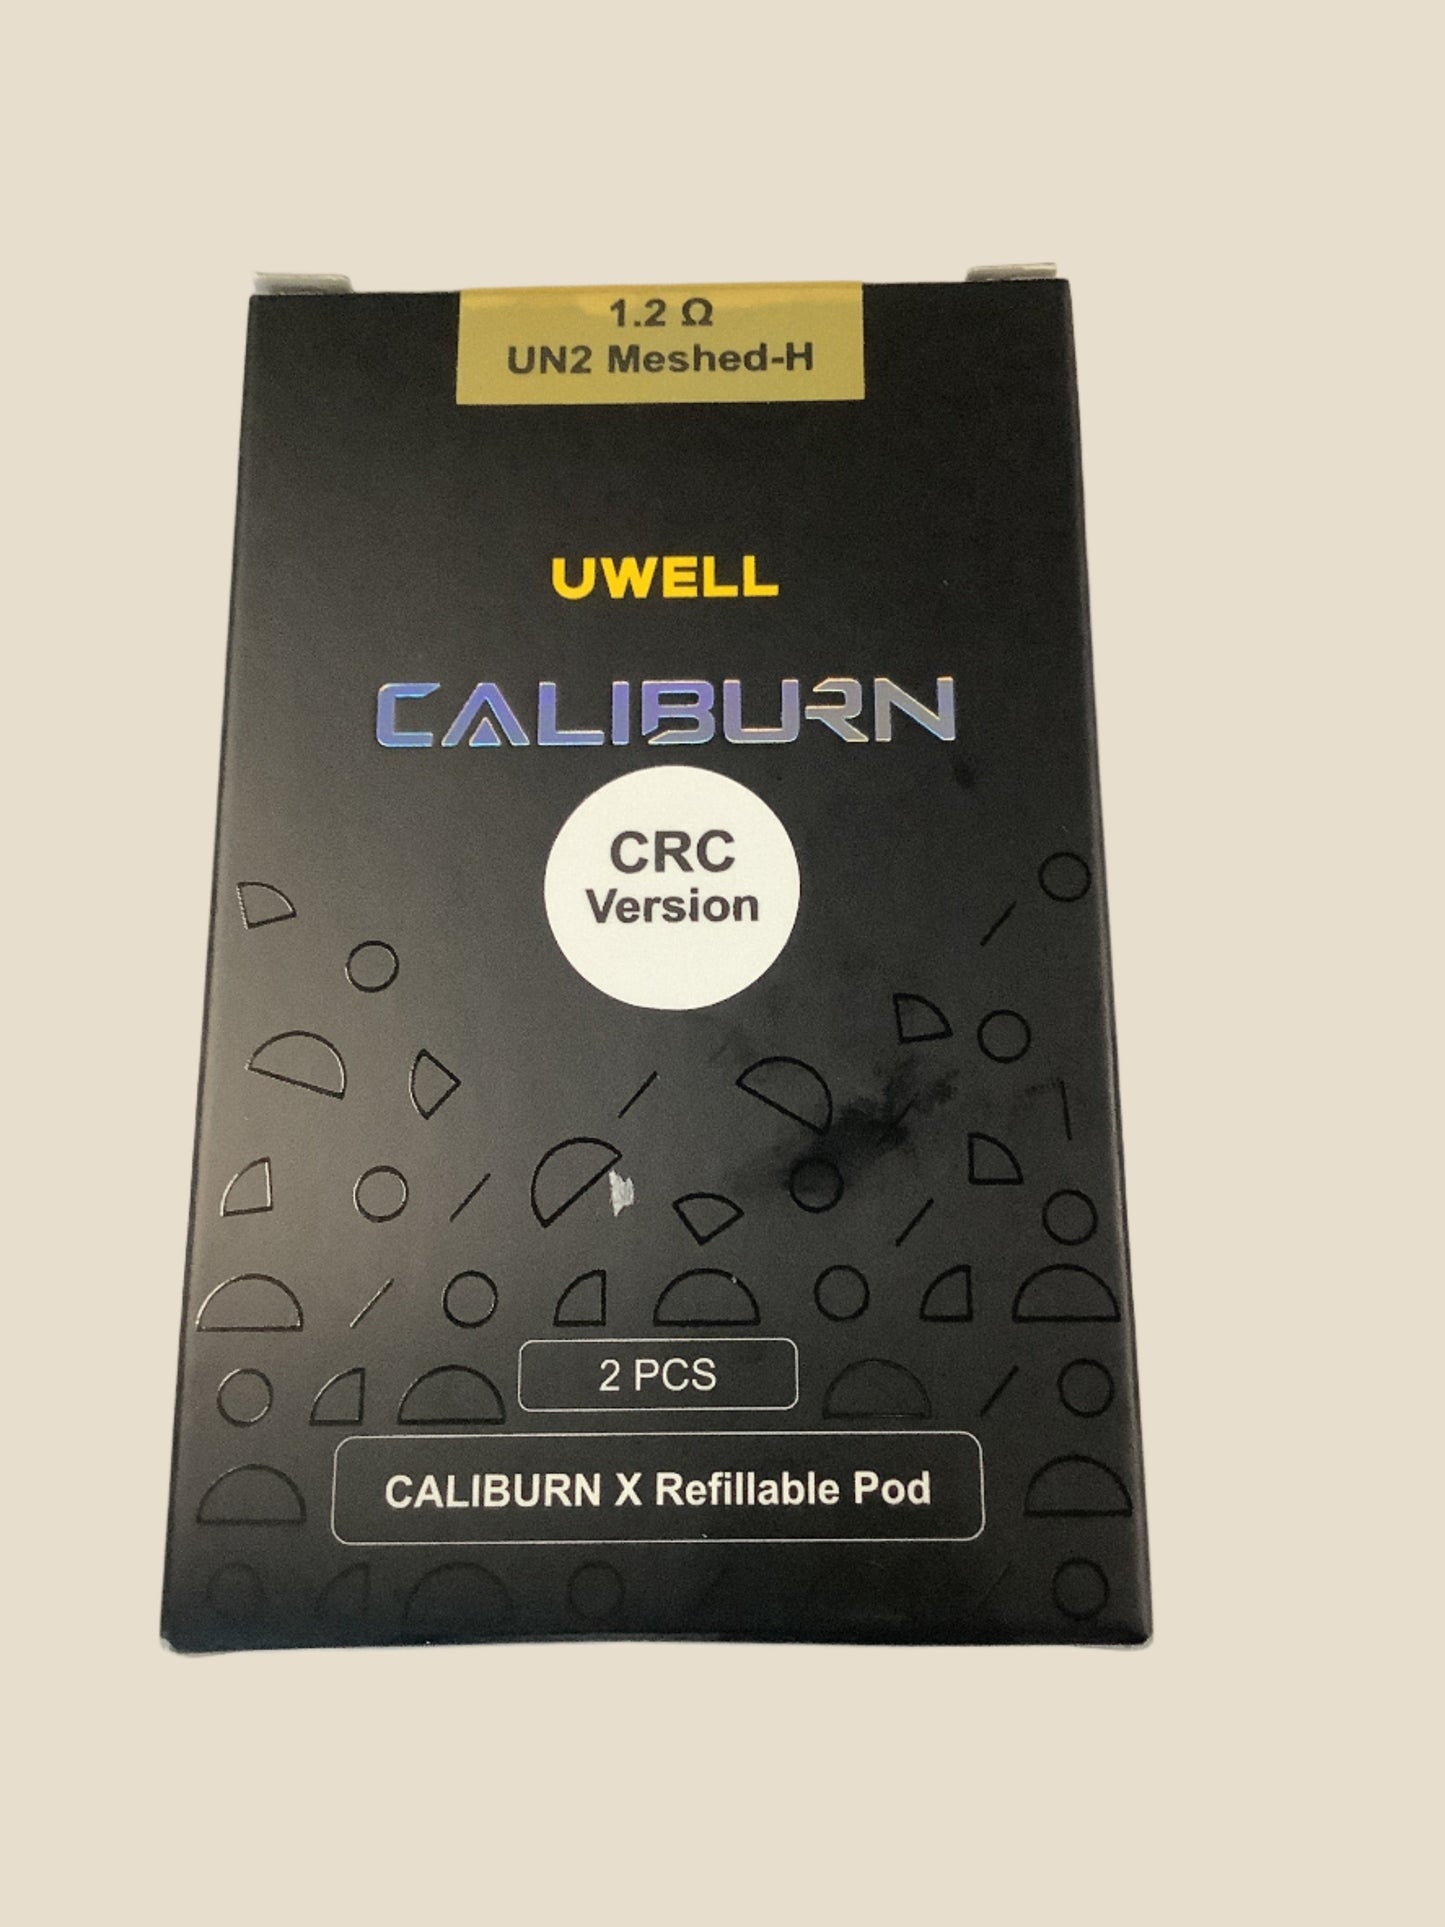 1.2 Ω
UN2 Meshed-H
UWELL
CALIBURN
CRC
Version
2 PCS
CALIBURN X Refillable Pod